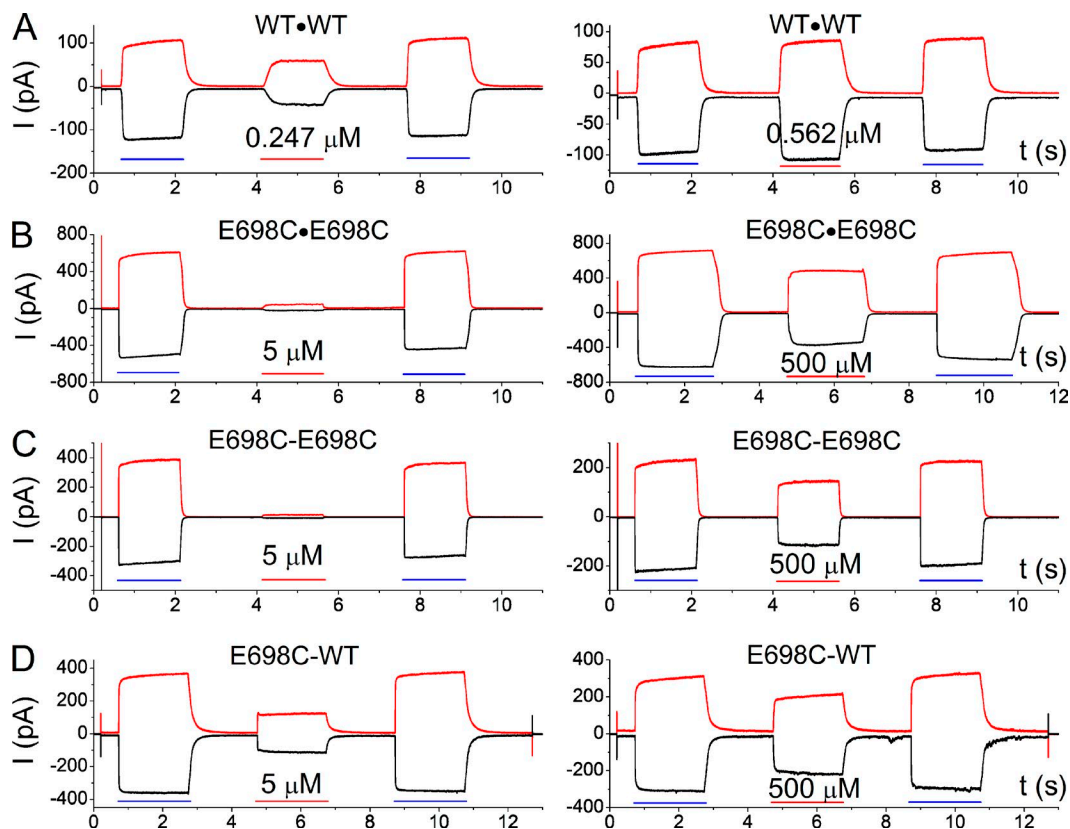 A
WT•WT
I (pA)
100
0
-100
-200
0.247 μM
0 2 4 6 8 10
WT•WT
100
50
0
-50
-100
0.562 μM
t (s)
0 2 4 6 8 10
B
E698C•E698C
I (pA)
800
400
0
-400
-800
5 μM
0 2 4 6 8 10
E698C•E698C
800
400
0
-400
-800
500 μM
0 2 4 6 8 10 12
C
E698C-E698C
I (pA)
400
200
0
-200
-400
5 μM
0 2 4 6 8 10
E698C-E698C
200
0
-200
500 μM
t (s)
0 2 4 6 8 10
D
E698C-WT
I (pA)
400
200
0
-200
-400
5 μM
0 2 4 6 8 10 12
E698C-WT
400
200
0
-200
-400
500 μM
t (s)
0 2 4 6 8 10 12